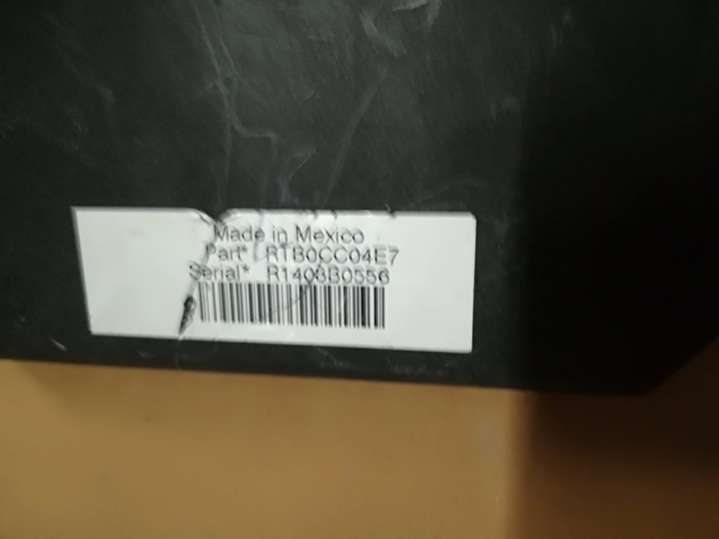 Made in Mexico
Part* RTB0CC04E7
Serial* R1408B0556